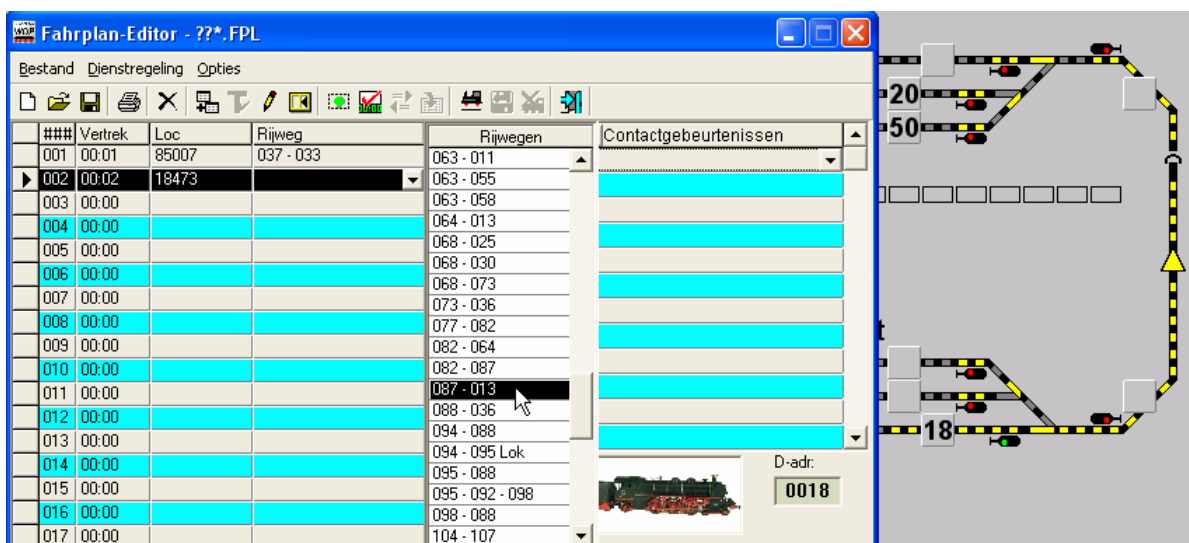 WDP Fahrplan-Editor - ??*.FPL
Bestand Dienstregeling Opties
### Vertrek Loc Rijweg
001 00:01 85007 037 - 033
002 00:02 18473
003 00:00
004 00:00
005 00:00
006 00:00
007 00:00
008 00:00
009 00:00
010 00:00
011 00:00
012 00:00
013 00:00
014 00:00
015 00:00
016 00:00
017 00:00
Rijwegen
063 - 011
063 - 055
063 - 058
064 - 013
068 - 025
068 - 030
068 - 073
073 - 036
077 - 082
082 - 064
082 - 087
087 - 013
088 - 036
094 - 088
094 - 095 Lok
095 - 088
095 - 092 - 098
098 - 088
104 - 107
Contactgebeurtenissen
D-adr:
0018
20
50
t
18